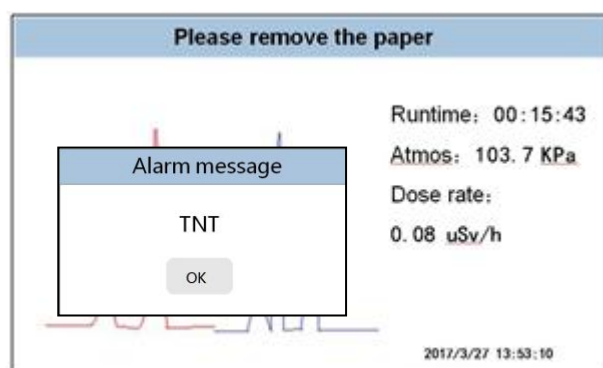 Please remove the paper
Runtime: 00:15:43
Atmos: 103.7 KPa
Dose rate:
0.08 uSv/h
Alarm message
TNT
OK
2017/3/27 13:53:10